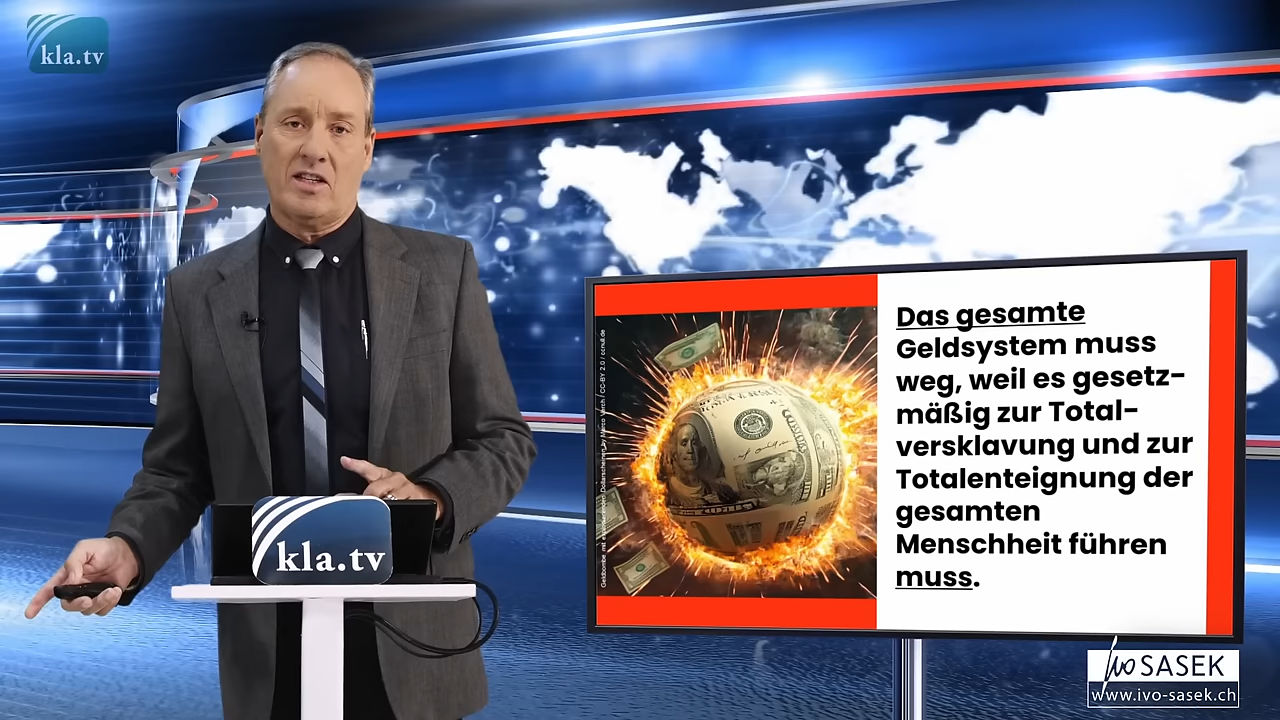 kla.tv
Das gesamte
Geldsystem muss
weg, weil es gesetz-
mäßig zur Total-
versklavung und zur
Totalenteignung der
gesamten
Menschheit führen
muss.
kla.tv
Ivo SASEK
www.ivo-sasek.ch